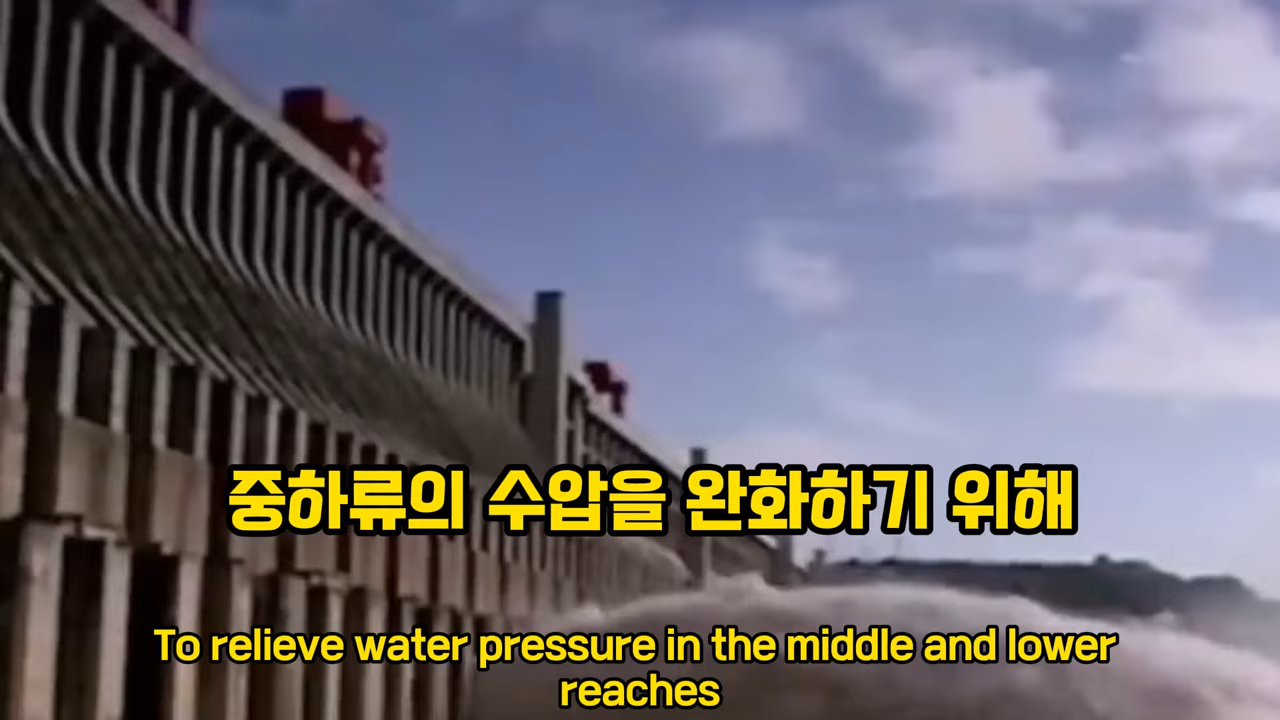 중하류의 수압을 완화하기 위해
To relieve water pressure in the middle and lower
reaches